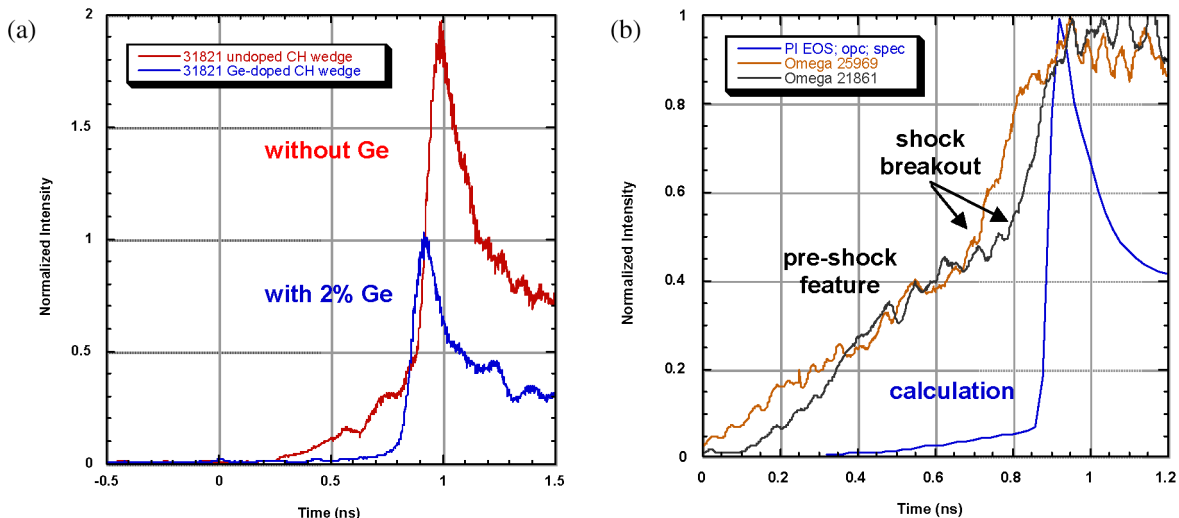 (a)
2
1.5
1
0.5
0
Normalized Intensity
31821 undoped CH wedge
31821 Ge-doped CH wedge
without Ge
with 2% Ge
-0.5
0
0.5
1
1.5
Time (ns)
(b)
1
0.8
0.6
0.4
0.2
0
Normalized Intensity
PI EOS; opc; spec
Omega 25969
Omega 21861
shock
breakout
pre-shock
feature
calculation
0
0.2
0.4
0.6
0.8
1
1.2
Time (ns)